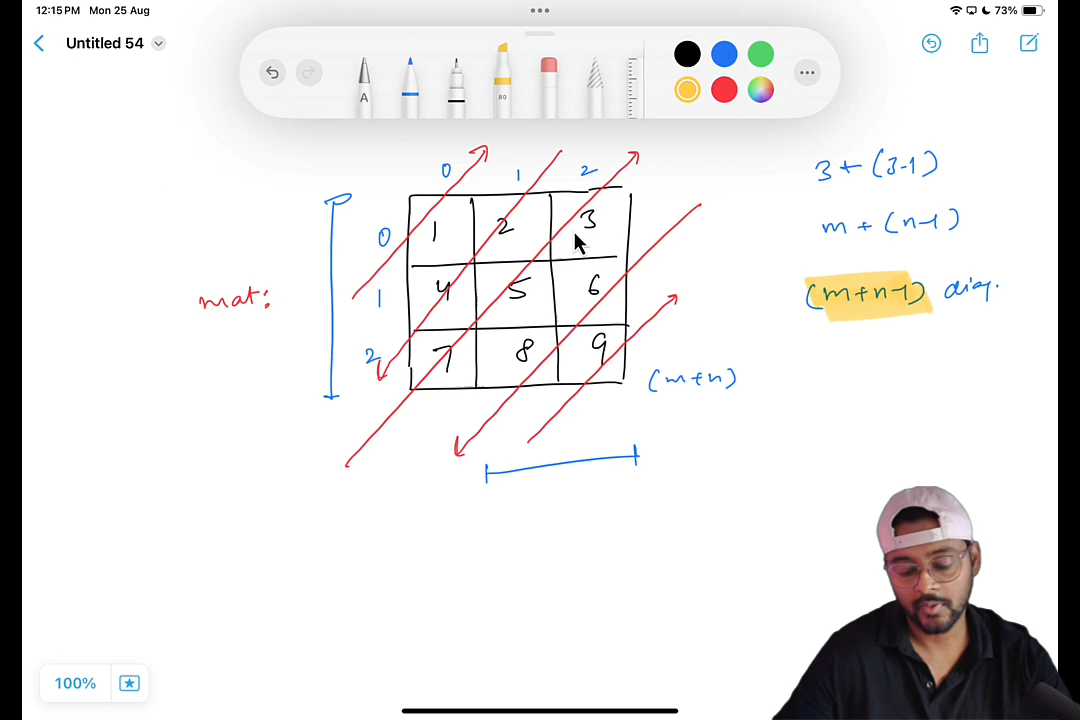 12:15 PM Mon 25 Aug
73%
Untitled 54
A
80
0 1 2
0 1 2 3
1 4 5 6
2 7 8 9
mat:
(m+n)
3 + (3-1)
m + (n-1)
(m+n-1) diag.
100%